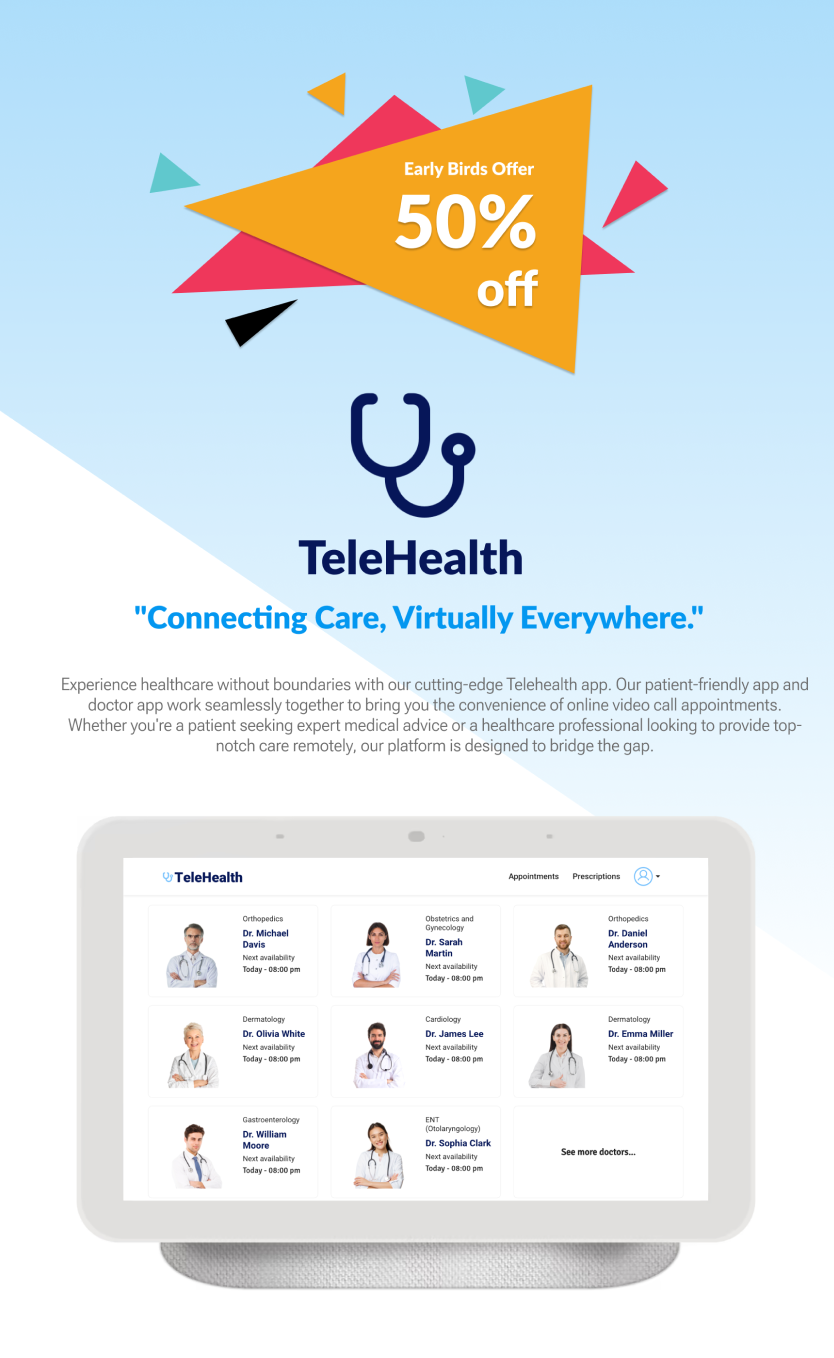 Early Birds Offer
50%
off
TeleHealth
"Connecting Care, Virtually Everywhere."
Experience healthcare without boundaries with our cutting-edge Telehealth app. Our patient-friendly app and
doctor app work seamlessly together to bring you the convenience of online video call appointments.
Whether you're a patient seeking expert medical advice or a healthcare professional looking to provide top-
notch care remotely, our platform is designed to bridge the gap.
TeleHealth
Appointments
Prescriptions
Orthopedics
Dr. Michael
Davis
Next availability
Today - 08:00 pm
Obstetrics and
Gynecology
Dr. Sarah
Martin
Next availability
Today - 08:00 pm
Orthopedics
Dr. Daniel
Anderson
Next availability
Today - 08:00 pm
Dermatology
Dr. Olivia White
Next availability
Today - 08:00 pm
Cardiology
Dr. James Lee
Next availability
Today - 08:00 pm
Dermatology
Dr. Emma Miller
Next availability
Today - 08:00 pm
Gastroenterology
Dr. William
Moore
Next availability
Today - 08:00 pm
ENT
(Otolaryngology)
Dr. Sophia Clark
Next availability
Today - 08:00 pm
See more doctors...